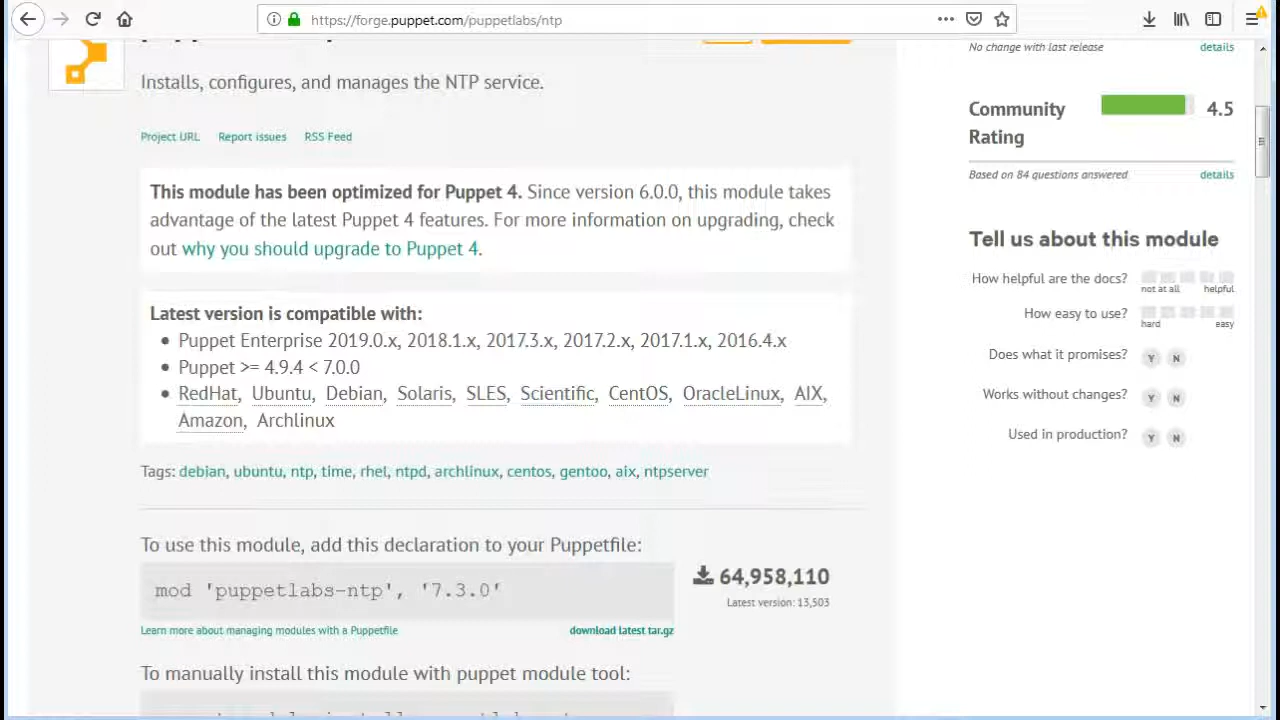 https://forge.puppet.com/puppetlabs/ntp
Installs, configures, and manages the NTP service.
Project URL Report issues RSS Feed
This module has been optimized for Puppet 4. Since version 6.0.0, this module takes
advantage of the latest Puppet 4 features. For more information on upgrading, check
out why you should upgrade to Puppet 4.
Latest version is compatible with:
• Puppet Enterprise 2019.0.x, 2018.1.x, 2017.3.x, 2017.2.x, 2017.1.x, 2016.4.x
• Puppet >= 4.9.4 < 7.0.0
• RedHat, Ubuntu, Debian, Solaris, SLES, Scientific, CentOS, OracleLinux, AIX,
Amazon, Archlinux
Tags: debian, ubuntu, ntp, time, rhel, ntpd, archlinux, centos, gentoo, aix, ntpserver
To use this module, add this declaration to your Puppetfile:
mod 'puppetlabs-ntp', '7.3.0'
64,958,110
Latest version: 13,503
Learn more about managing modules with a Puppetfile
download latest tar.gz
To manually install this module with puppet module tool:
No change with last release details
Community
Rating
4.5
Based on 84 questions answered details
Tell us about this module
How helpful are the docs?
not at all helpful
How easy to use?
hard easy
Does what it promises? Y N
Works without changes? Y N
Used in production? Y N